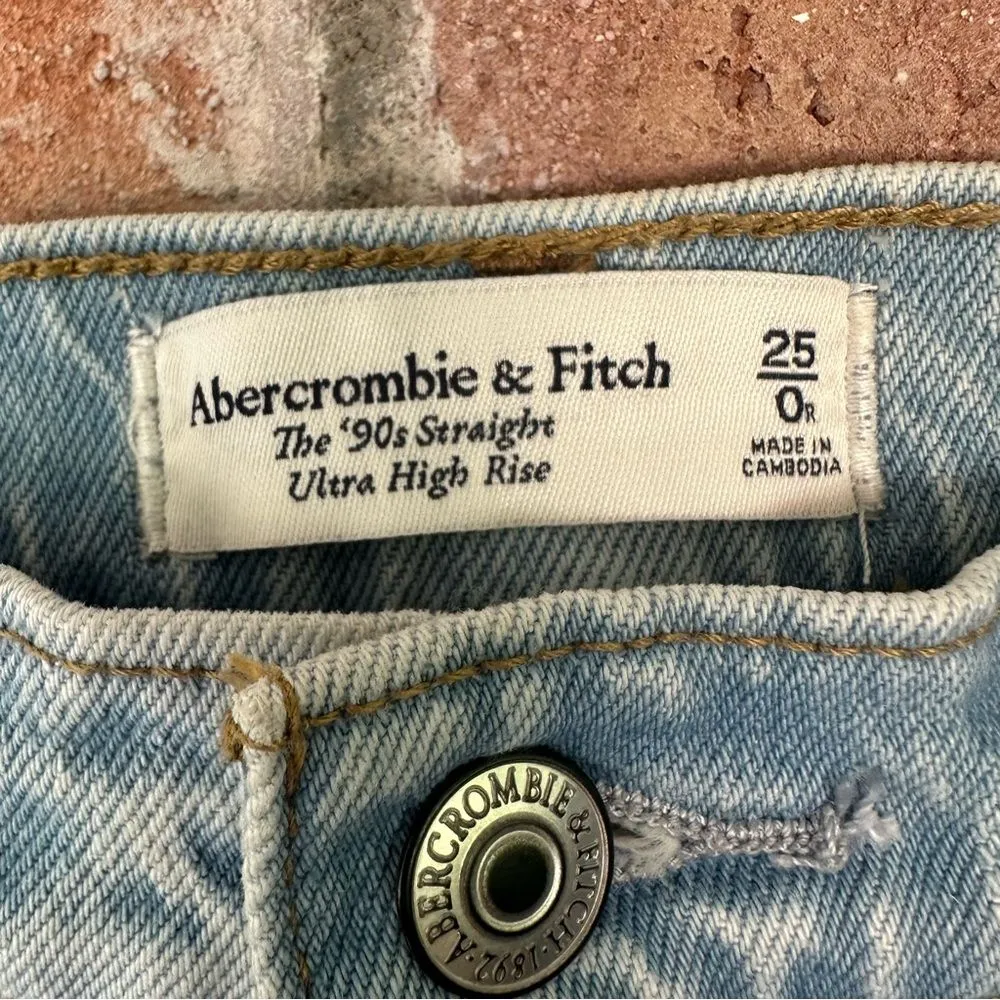 Abercrombie & Fitch
The ‘90s Straight
Ultra High Rise
25
0R
MADE IN
CAMBODIA
ABERCROMBIE & FITCH · 1892 ·